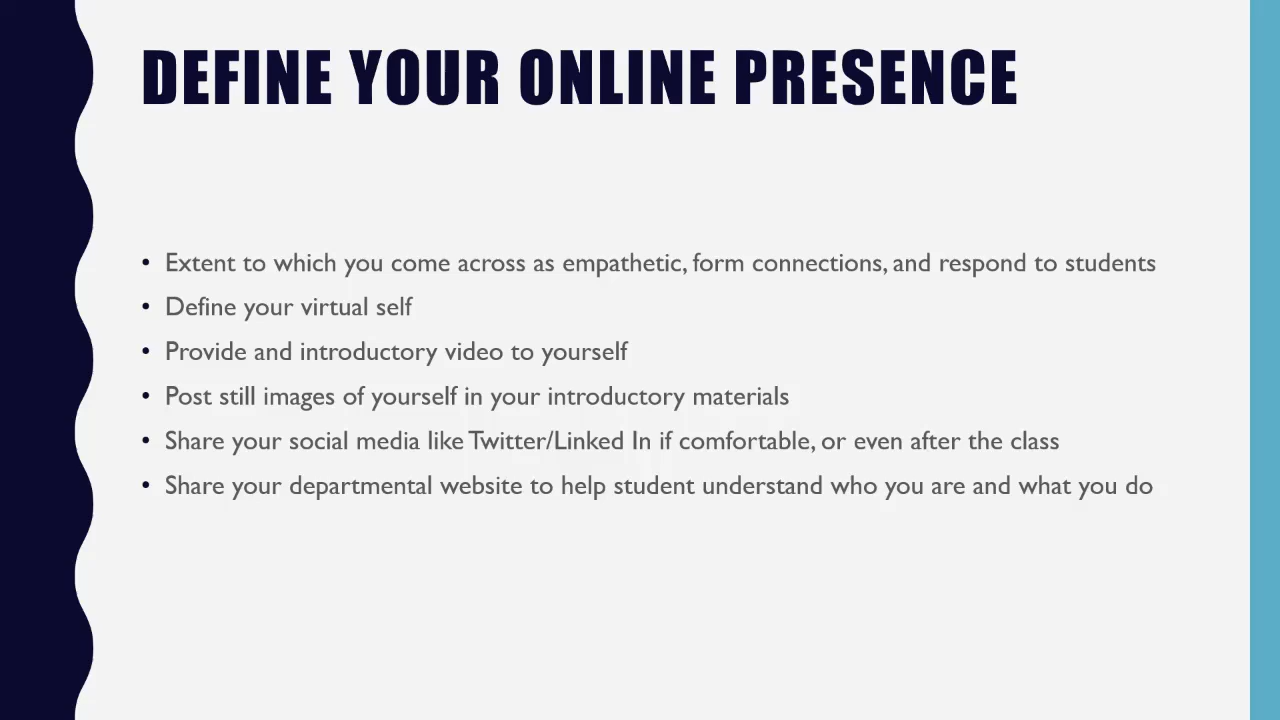 DEFINE YOUR ONLINE PRESENCE
• Extent to which you come across as empathetic, form connections, and respond to students
• Define your virtual self
• Provide and introductory video to yourself
• Post still images of yourself in your introductory materials
• Share your social media like Twitter/Linked In if comfortable, or even after the class
• Share your departmental website to help student understand who you are and what you do